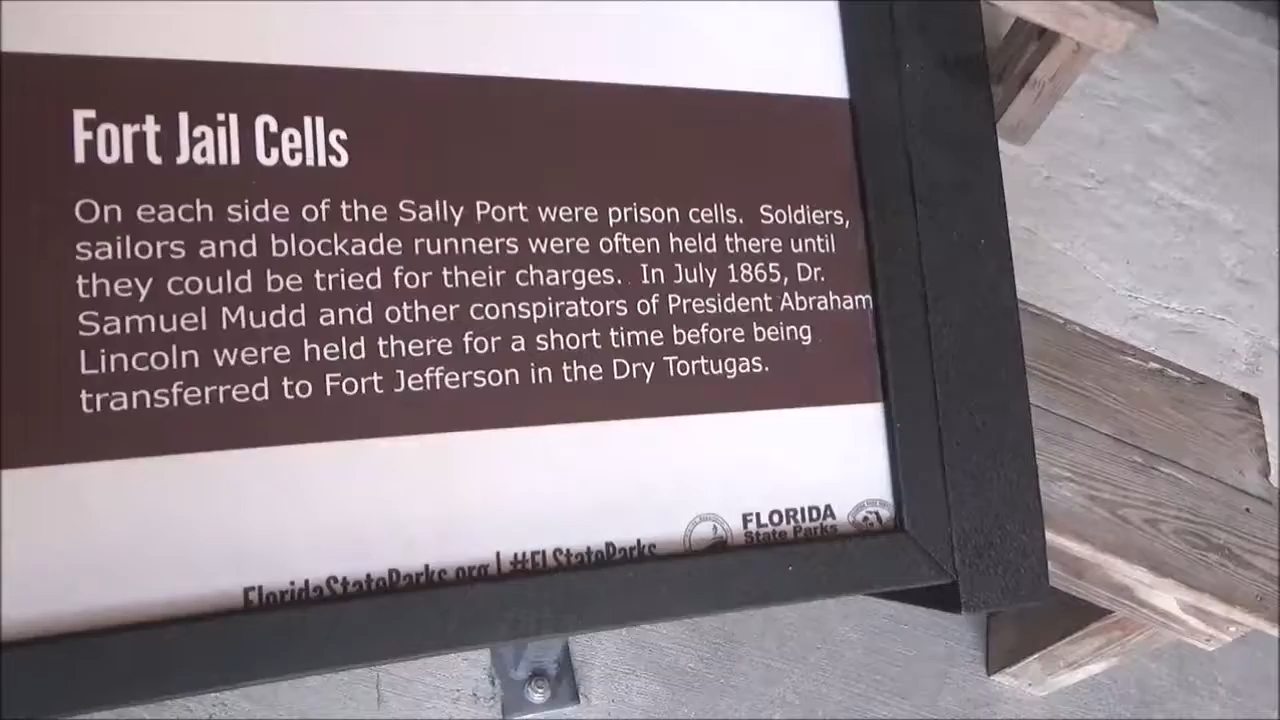 Fort Jail Cells
On each side of the Sally Port were prison cells. Soldiers,
sailors and blockade runners were often held there until
they could be tried for their charges. In July 1865, Dr.
Samuel Mudd and other conspirators of President Abraham
Lincoln were held there for a short time before being
transferred to Fort Jefferson in the Dry Tortugas.
FloridaStateParks.org | #FLStateParks
FLORIDA
State Parks